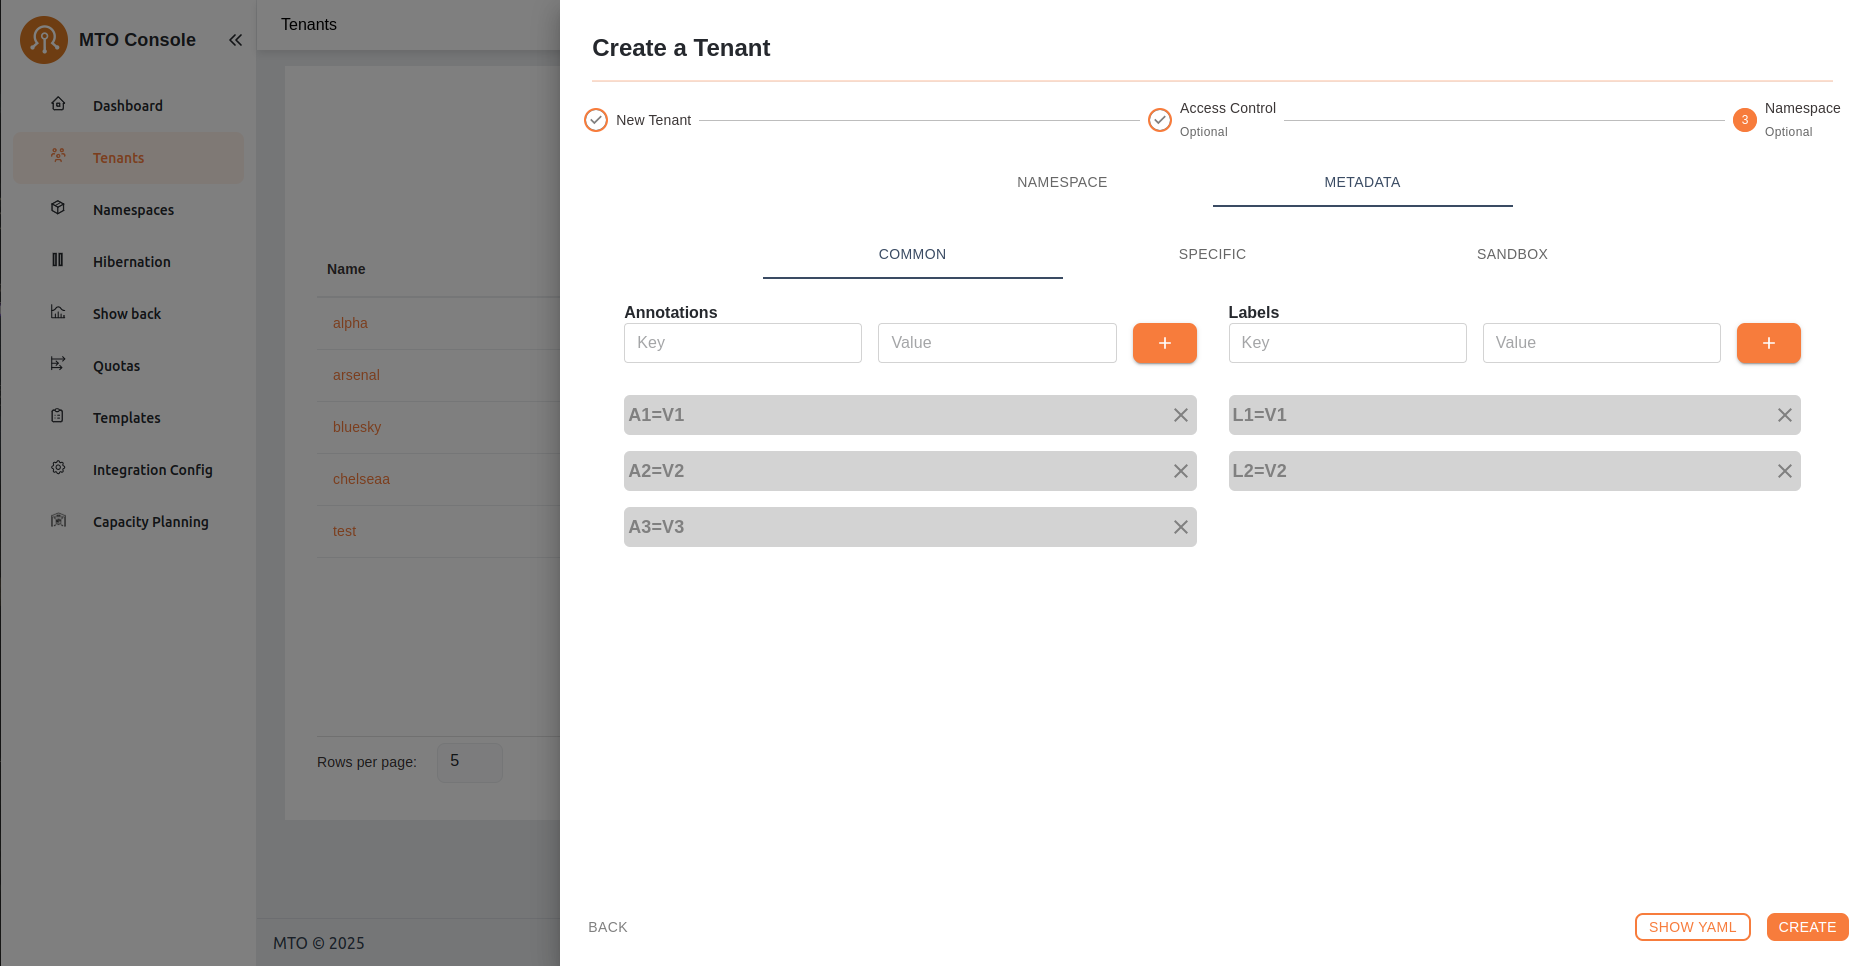 MTO Console
Dashboard
Tenants
Namespaces
Hibernation
Show back
Quotas
Templates
Integration Config
Capacity Planning
Tenants
Name
alpha
arsenal
bluesky
chelseaa
test
Rows per page: 5
MTO © 2025
Create a Tenant
New Tenant
Access Control
Optional
3
Namespace
Optional
NAMESPACE METADATA
COMMON SPECIFIC SANDBOX
Annotations
Key Value +
A1=V1
A2=V2
A3=V3
Labels
Key Value +
L1=V1
L2=V2
BACK SHOW YAML CREATE